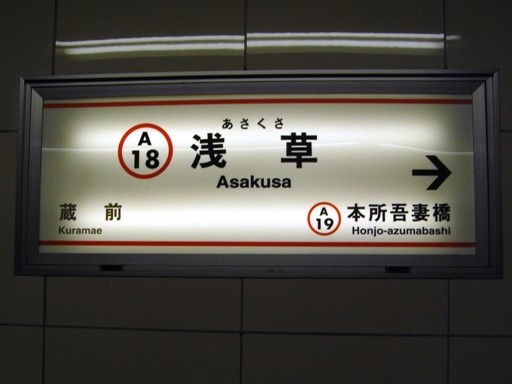 あさくさ
A 18 浅草
Asakusa
→
蔵前
Kuramae
A 19 本所吾妻橋
Honjo-azumabashi